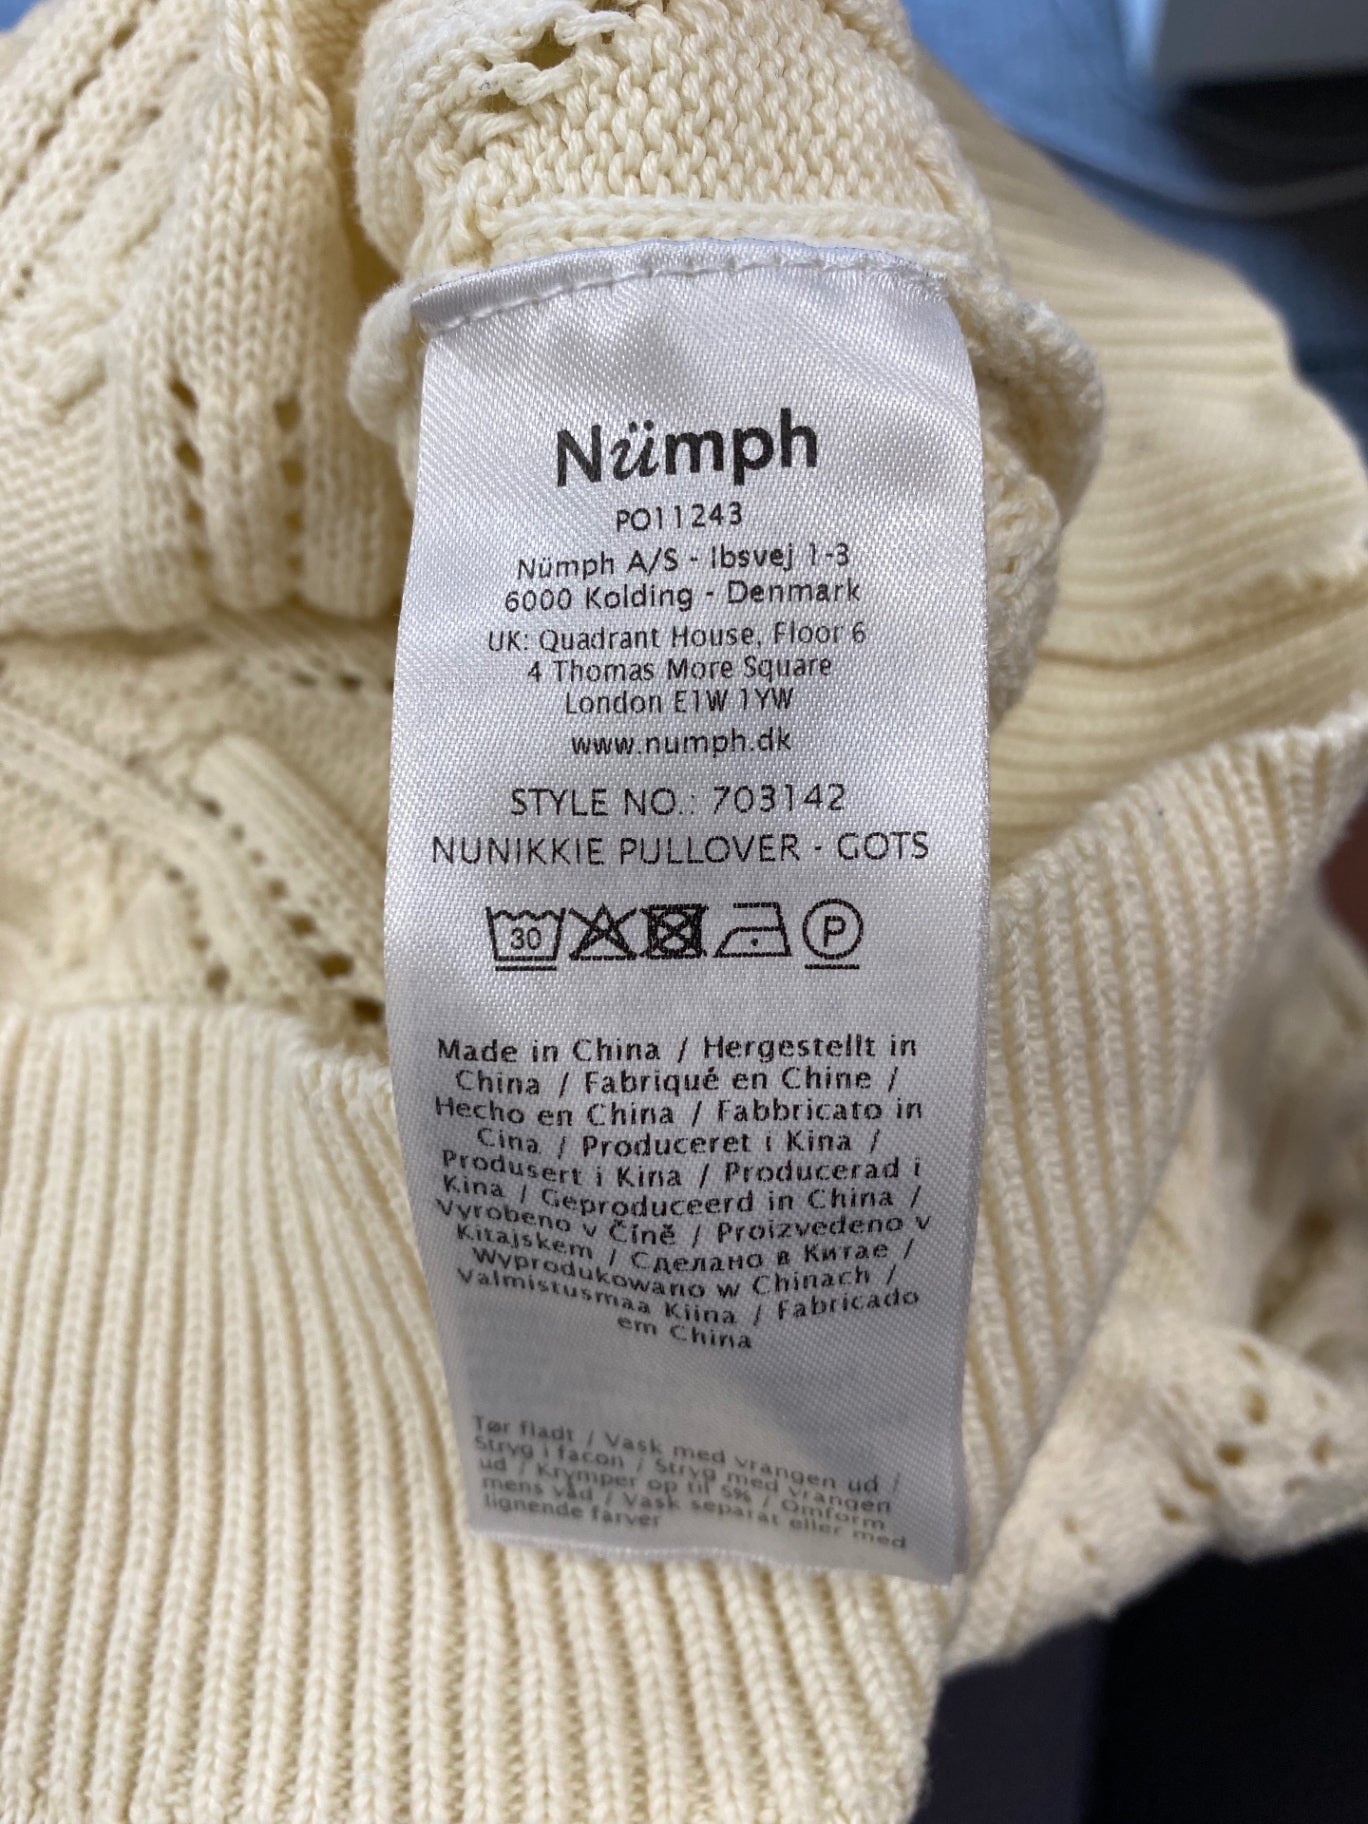 Nümph
PO11243
Nümph A/S - Ibsvej 1-3
6000 Kolding - Denmark
UK: Quadrant House, Floor 6
4 Thomas More Square
London E1W 1YW
www.numph.dk
STYLE NO.: 703142
NUNIKKIE PULLOVER - GOTS
30 P
Made in China / Hergestellt in
China / Fabriqué en Chine /
Hecho en China / Fabbricato in
Cina / Produceret i Kina /
Produsert i Kina / Producerad i
Kina / Geproduceerd in China /
Vyrobeno v Číně / Proizvedeno v
Kitajskem / Сделано в Китае /
Wyprodukowano w Chinach /
Valmistusmaa Kiina / Fabricado
em China
Tør fladt / Vask med vrangen ud /
Stryg i facon / Stryg med vrangen
ud / Krymper op til 5% / Omform
mens våd / Vask separat eller med
lignende farver